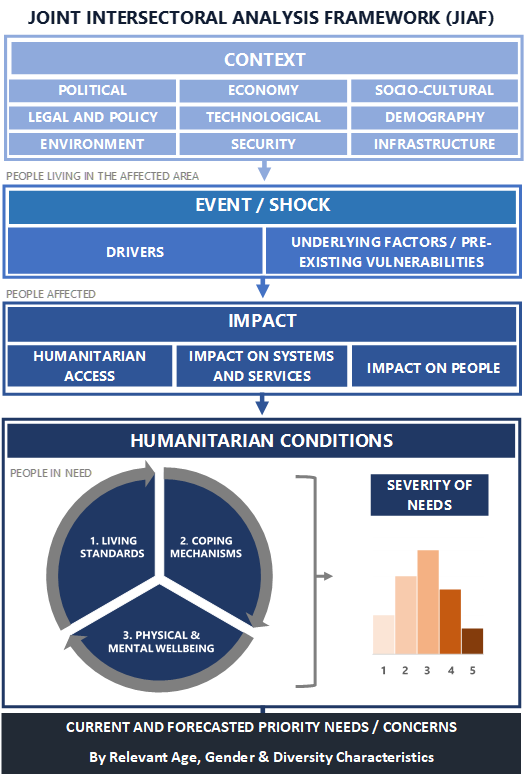 JOINT INTERSECTORAL ANALYSIS FRAMEWORK (JIAF)
CONTEXT
POLITICAL
ECONOMY
SOCIO-CULTURAL
LEGAL AND POLICY
TECHNOLOGICAL
DEMOGRAPHY
ENVIRONMENT
SECURITY
INFRASTRUCTURE
PEOPLE LIVING IN THE AFFECTED AREA
EVENT / SHOCK
DRIVERS
UNDERLYING FACTORS / PRE-
EXISTING VULNERABILITIES
PEOPLE AFFECTED
IMPACT
HUMANITARIAN
ACCESS
IMPACT ON SYSTEMS
AND SERVICES
IMPACT ON PEOPLE
HUMANITARIAN CONDITIONS
PEOPLE IN NEED
1. LIVING
STANDARDS
2. COPING
MECHANISMS
3. PHYSICAL &
MENTAL WELLBEING
SEVERITY OF
NEEDS
1 2 3 4 5
CURRENT AND FORECASTED PRIORITY NEEDS / CONCERNS
By Relevant Age, Gender & Diversity Characteristics